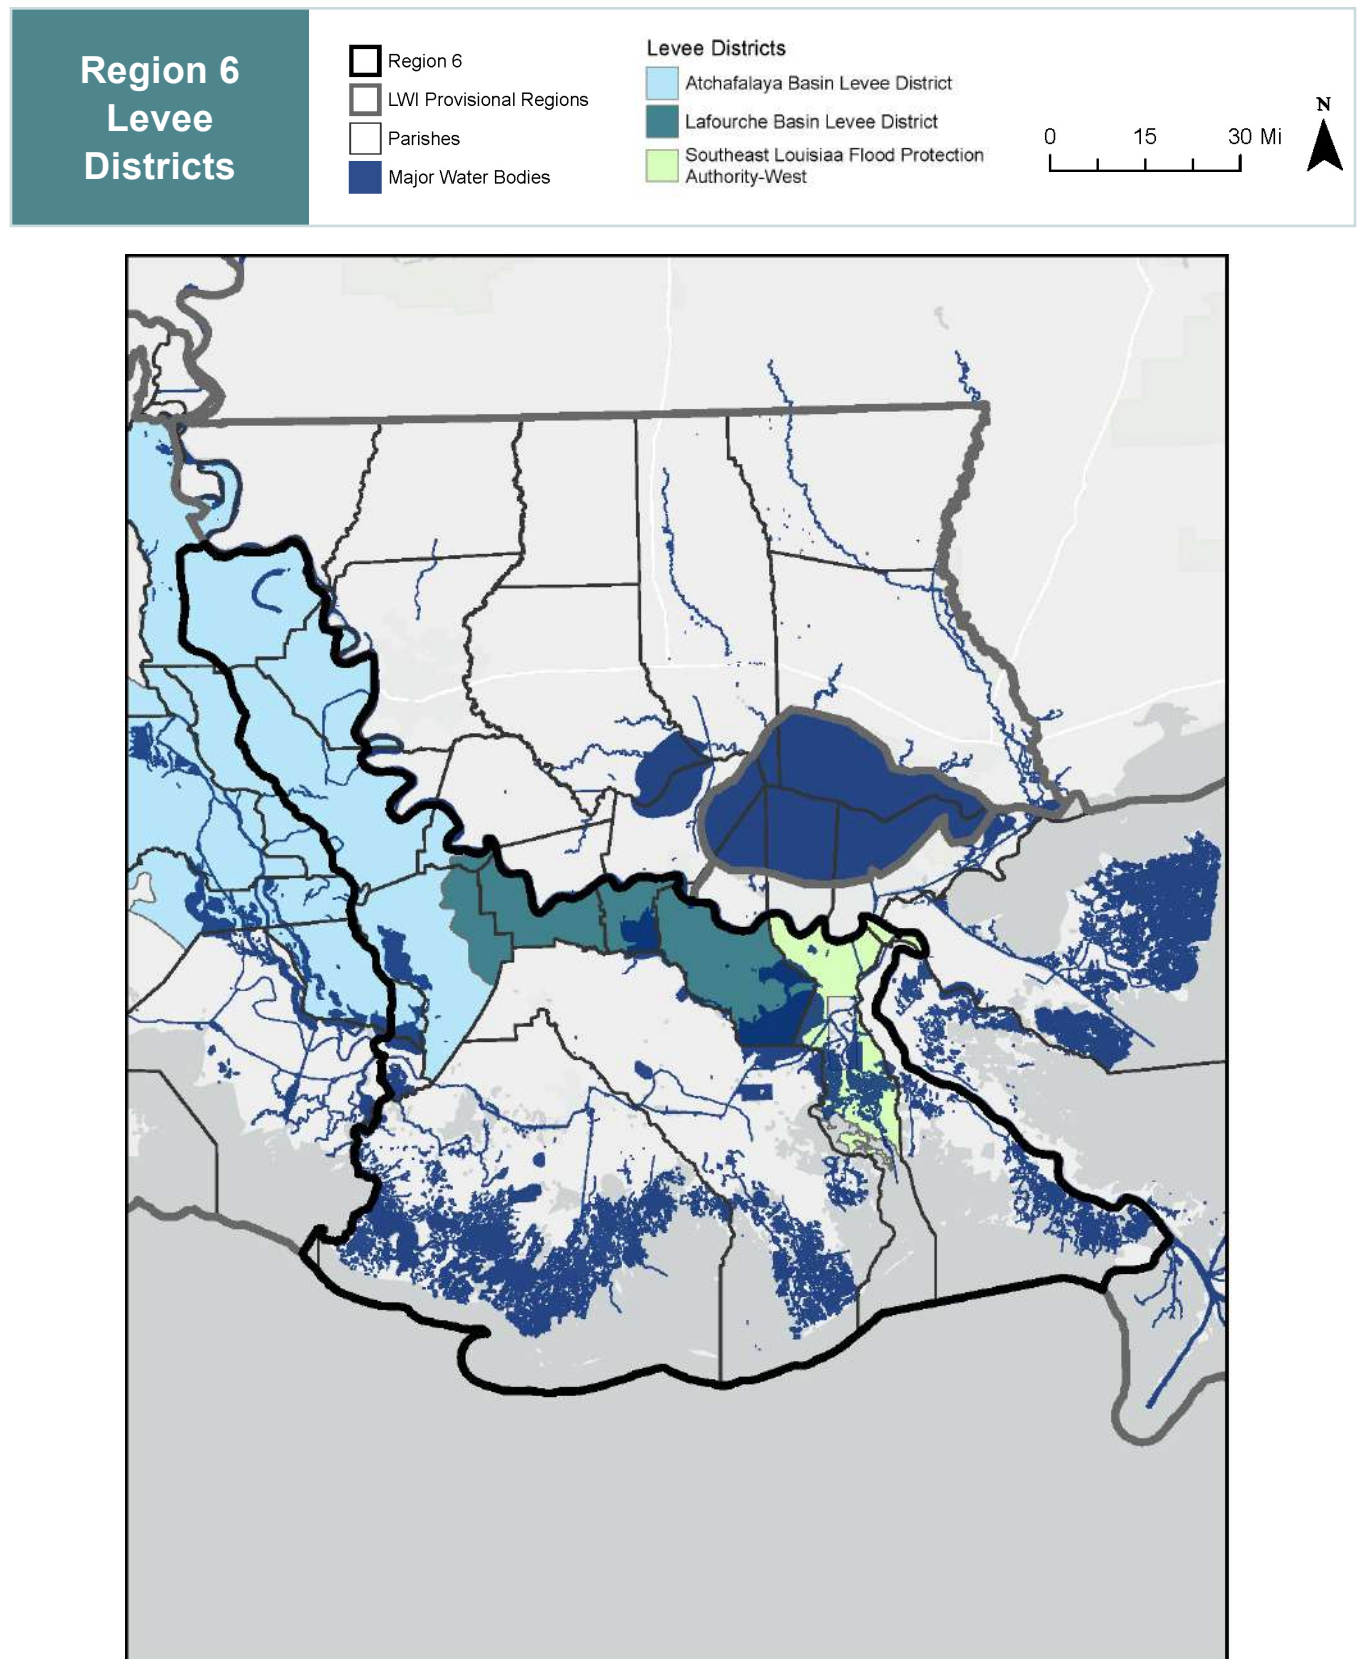 Region 6
Levee
Districts
Region 6
LWI Provisional Regions
Parishes
Major Water Bodies
Levee Districts
Atchafalaya Basin Levee District
Lafourche Basin Levee District
Southeast Louisiaa Flood Protection
Authority-West
0 15 30 Mi
N